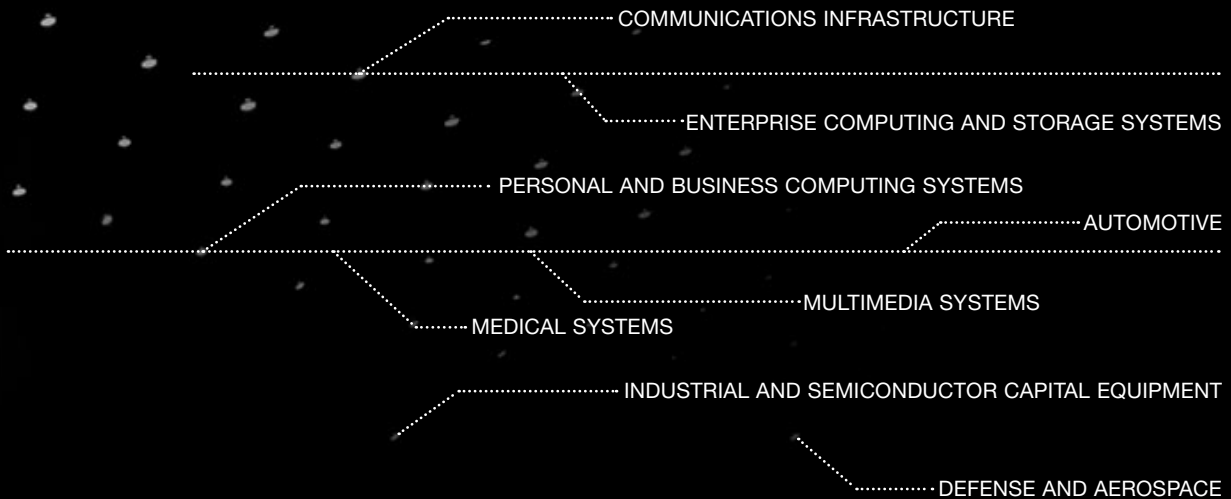 COMMUNICATIONS INFRASTRUCTURE
ENTERPRISE COMPUTING AND STORAGE SYSTEMS
PERSONAL AND BUSINESS COMPUTING SYSTEMS
AUTOMOTIVE
MULTIMEDIA SYSTEMS
MEDICAL SYSTEMS
INDUSTRIAL AND SEMICONDUCTOR CAPITAL EQUIPMENT
DEFENSE AND AEROSPACE